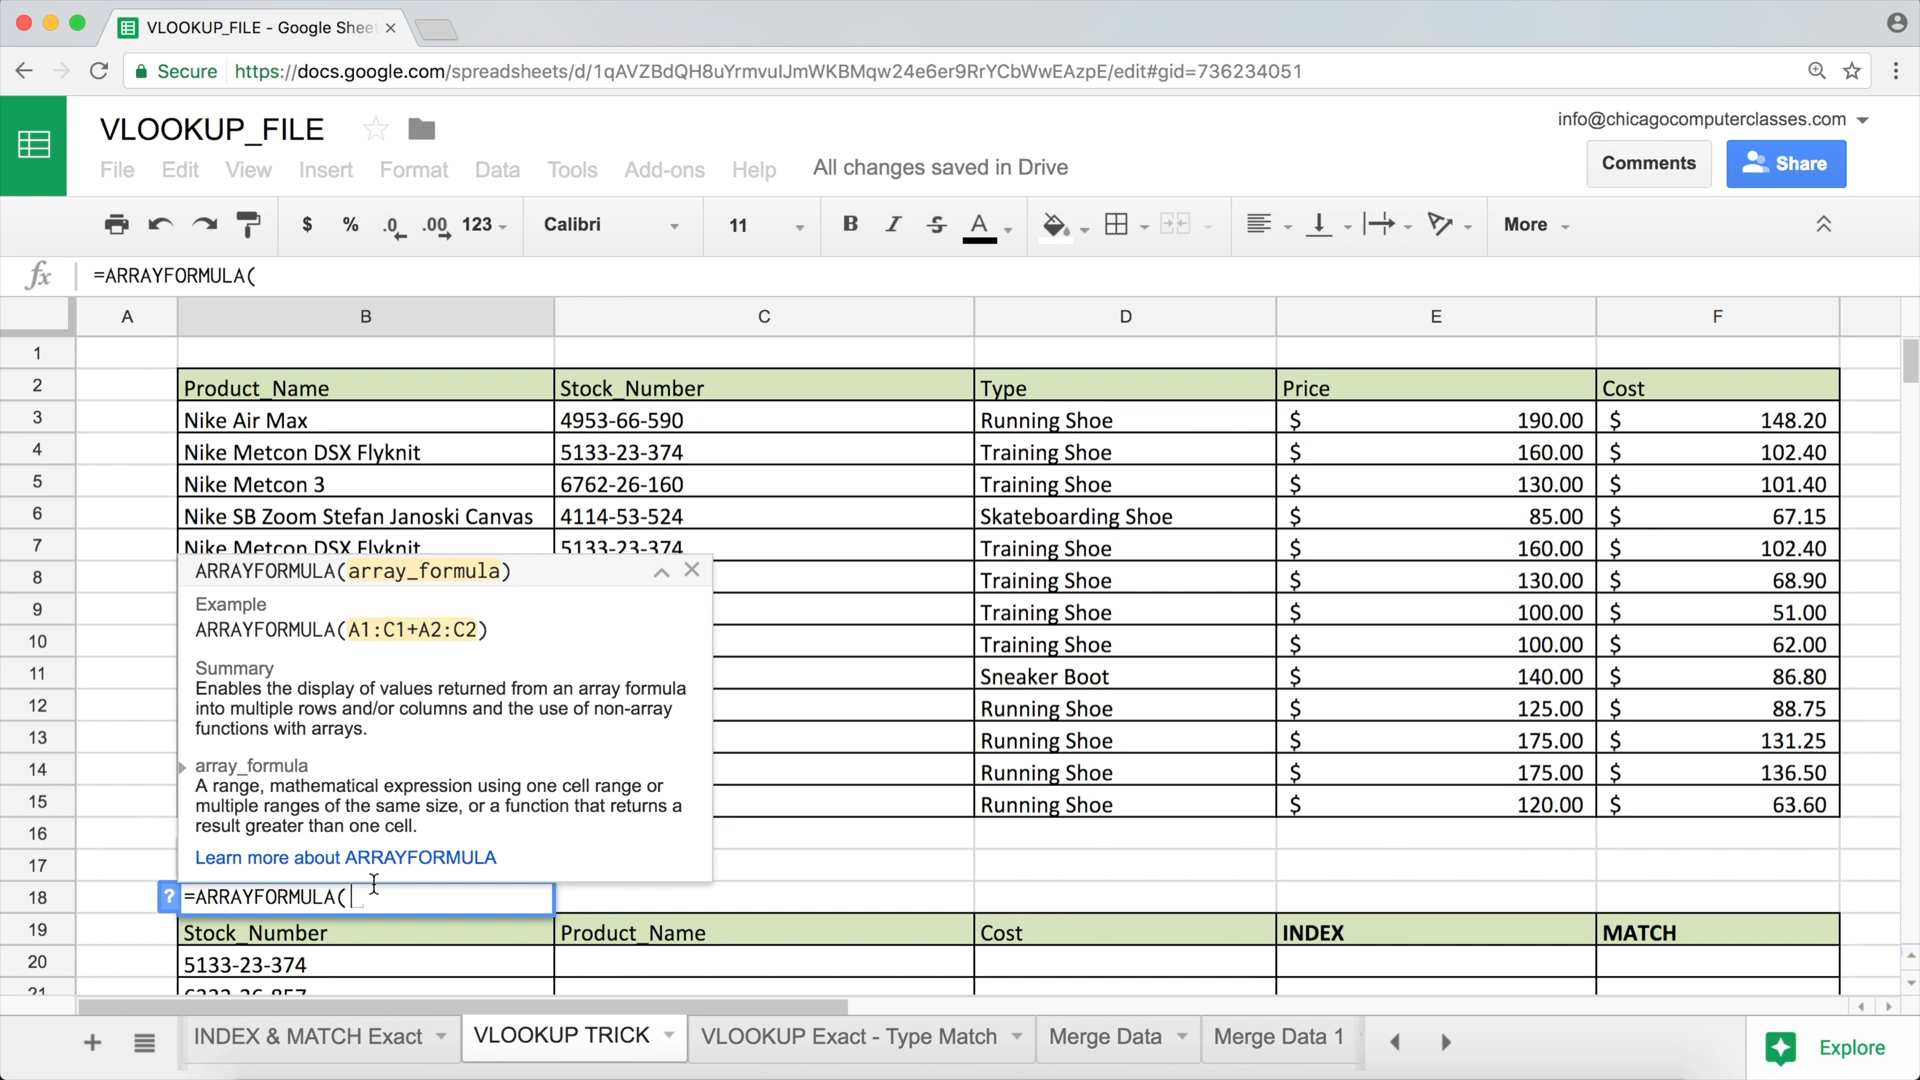 VLOOKUP_FILE - Google Sheet
Secure https://docs.google.com/spreadsheets/d/1qAVZBdQH8uYrmvuIJmWKBMqw24e6er9RrYCbWwEAzpE/edit#gid=736234051
VLOOKUP_FILE
info@chicagocomputerclasses.com
File Edit View Insert Format Data Tools Add-ons Help All changes saved in Drive
Comments Share
$ % .0 .00 123 Calibri 11 B I S A More
fx =ARRAYFORMULA(
A B C D E F
1
2 Product_Name Stock_Number Type Price Cost
3 Nike Air Max 4953-66-590 Running Shoe $ 190.00 $ 148.20
4 Nike Metcon DSX Flyknit 5133-23-374 Training Shoe $ 160.00 $ 102.40
5 Nike Metcon 3 6762-26-160 Training Shoe $ 130.00 $ 101.40
6 Nike SB Zoom Stefan Janoski Canvas 4114-53-524 Skateboarding Shoe $ 85.00 $ 67.15
7 Nike Metcon DSX Flyknit 5133-23-374 Training Shoe $ 160.00 $ 102.40
8 Training Shoe $ 130.00 $ 68.90
9 Training Shoe $ 100.00 $ 51.00
10 Training Shoe $ 100.00 $ 62.00
11 Sneaker Boot $ 140.00 $ 86.80
12 Running Shoe $ 125.00 $ 88.75
13 Running Shoe $ 175.00 $ 131.25
14 Running Shoe $ 175.00 $ 136.50
15 Running Shoe $ 120.00 $ 63.60
16
17
ARRAYFORMULA(array_formula)
Example
ARRAYFORMULA(A1:C1+A2:C2)
Summary
Enables the display of values returned from an array formula
into multiple rows and/or columns and the use of non-array
functions with arrays.
array_formula
A range, mathematical expression using one cell range or
multiple ranges of the same size, or a function that returns a
result greater than one cell.
Learn more about ARRAYFORMULA
18 ? =ARRAYFORMULA(
19 Stock_Number Product_Name Cost INDEX MATCH
20 5133-23-374
21
INDEX & MATCH Exact VLOOKUP TRICK VLOOKUP Exact - Type Match Merge Data Merge Data 1 Explore